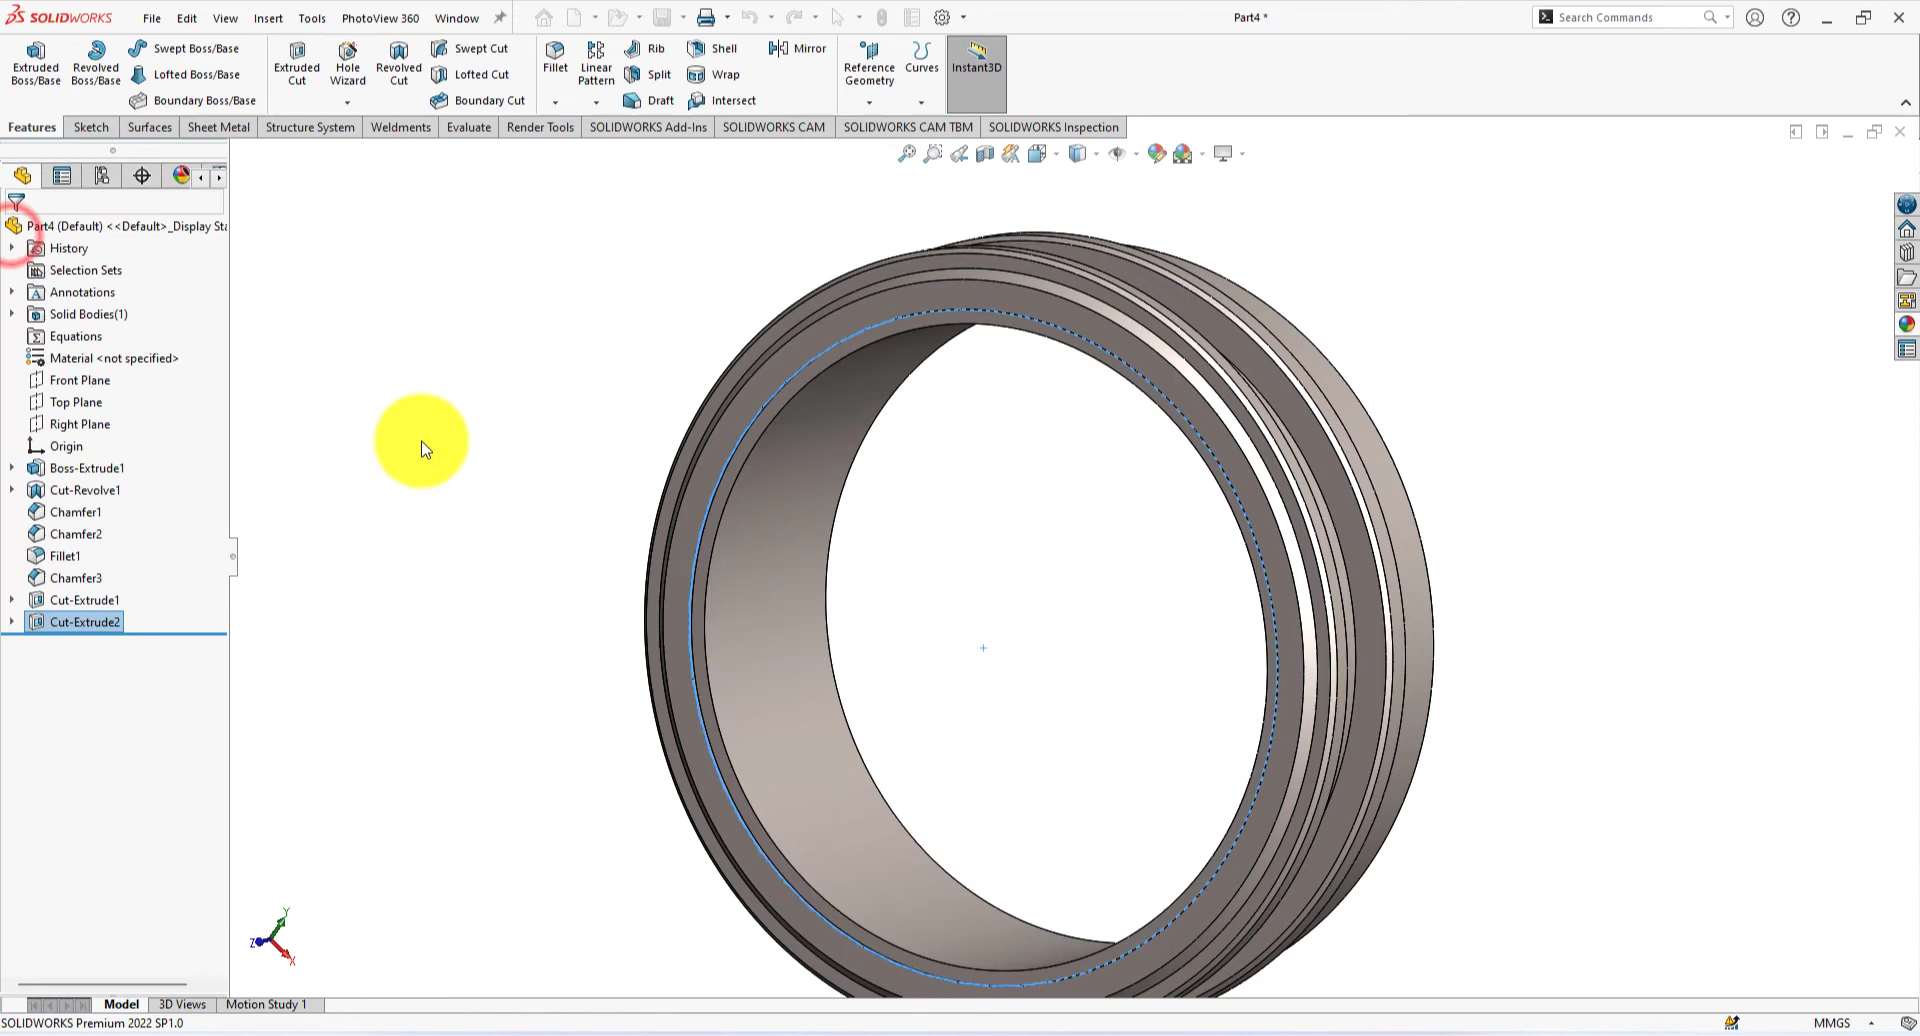 SOLIDWORKS File Edit View Insert Tools PhotoView 360 Window Part4 * Search Commands
Extruded Boss/Base
Revolved Boss/Base
Swept Boss/Base
Lofted Boss/Base
Boundary Boss/Base
Extruded Cut
Hole Wizard
Revolved Cut
Swept Cut
Lofted Cut
Boundary Cut
Fillet
Linear Pattern
Rib
Split
Draft
Shell
Wrap
Intersect
Mirror
Reference Geometry
Curves
Instant3D
Features Sketch Surfaces Sheet Metal Structure System Weldments Evaluate Render Tools SOLIDWORKS Add-Ins SOLIDWORKS CAM SOLIDWORKS CAM TBM SOLIDWORKS Inspection
Part4 (Default) <<Default>_Display Sta
History
Selection Sets
Annotations
Solid Bodies(1)
Equations
Material <not specified>
Front Plane
Top Plane
Right Plane
Origin
Boss-Extrude1
Cut-Revolve1
Chamfer1
Chamfer2
Fillet1
Chamfer3
Cut-Extrude1
Cut-Extrude2
Y
Z
X
Model 3D Views Motion Study 1
SOLIDWORKS Premium 2022 SP1.0 MMGS